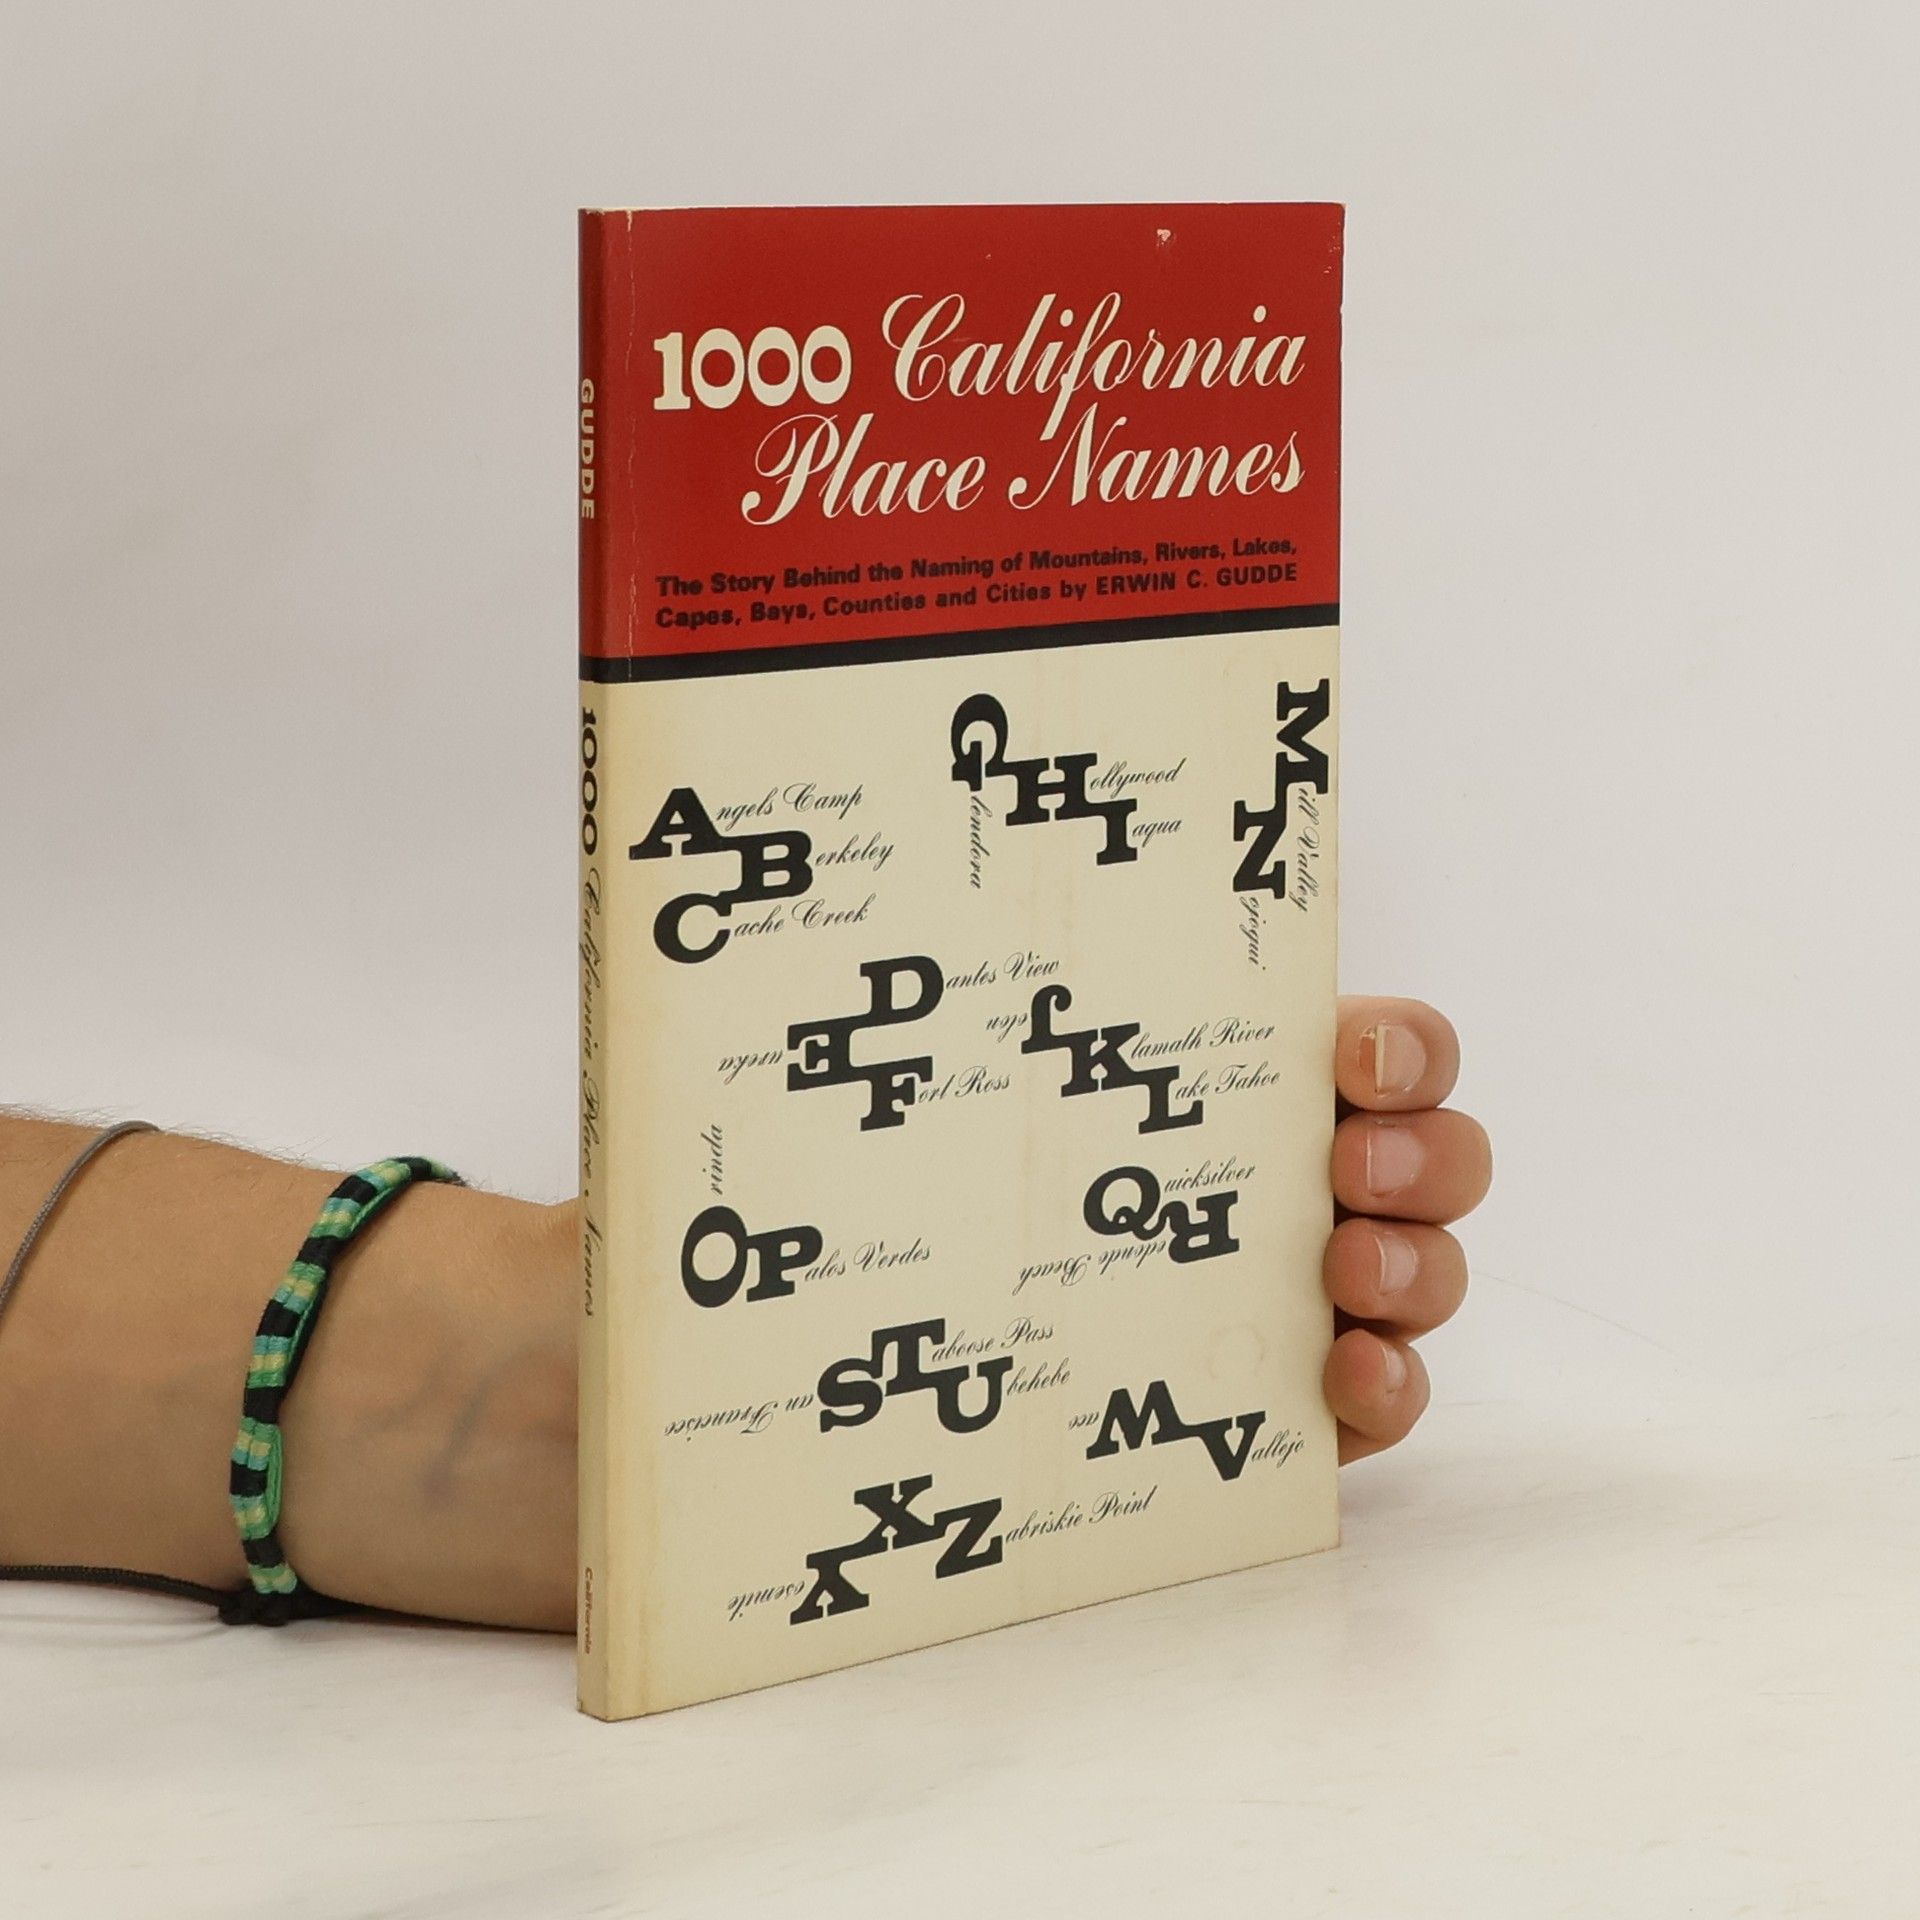 1000 California
Place Names
The Story Behind the Naming of Mountains, Rivers, Lakes,
Capes, Bays, Counties and Cities by ERWIN C. GUDDE
Angels Camp
Berkeley
Cache Creek
Glendora
Hollywood
Iaqua
Mill Valley
Nojoqui
Dantes View
Eureka
Fort Ross
Jolon
Klamath River
Lake Tahoe
Orinda
Palos Verdes
Quicksilver
Redondo Beach
San Francisco
Taboose Pass
Ubehebe
Waco
Vallejo
X
Yosemite
Zabriskie Point
GUDDE
1000 California Place Names
California